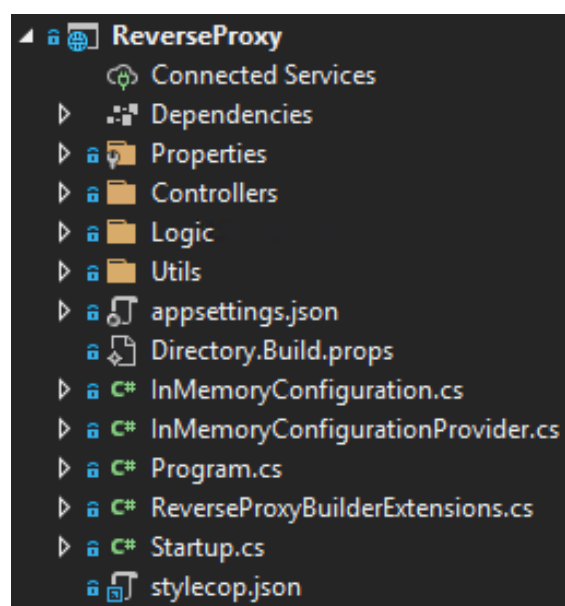 ReverseProxy
Connected Services
Dependencies
Properties
Controllers
Logic
Utils
appsettings.json
Directory.Build.props
C# InMemoryConfiguration.cs
C# InMemoryConfigurationProvider.cs
C# Program.cs
C# ReverseProxyBuilderExtensions.cs
C# Startup.cs
stylecop.json